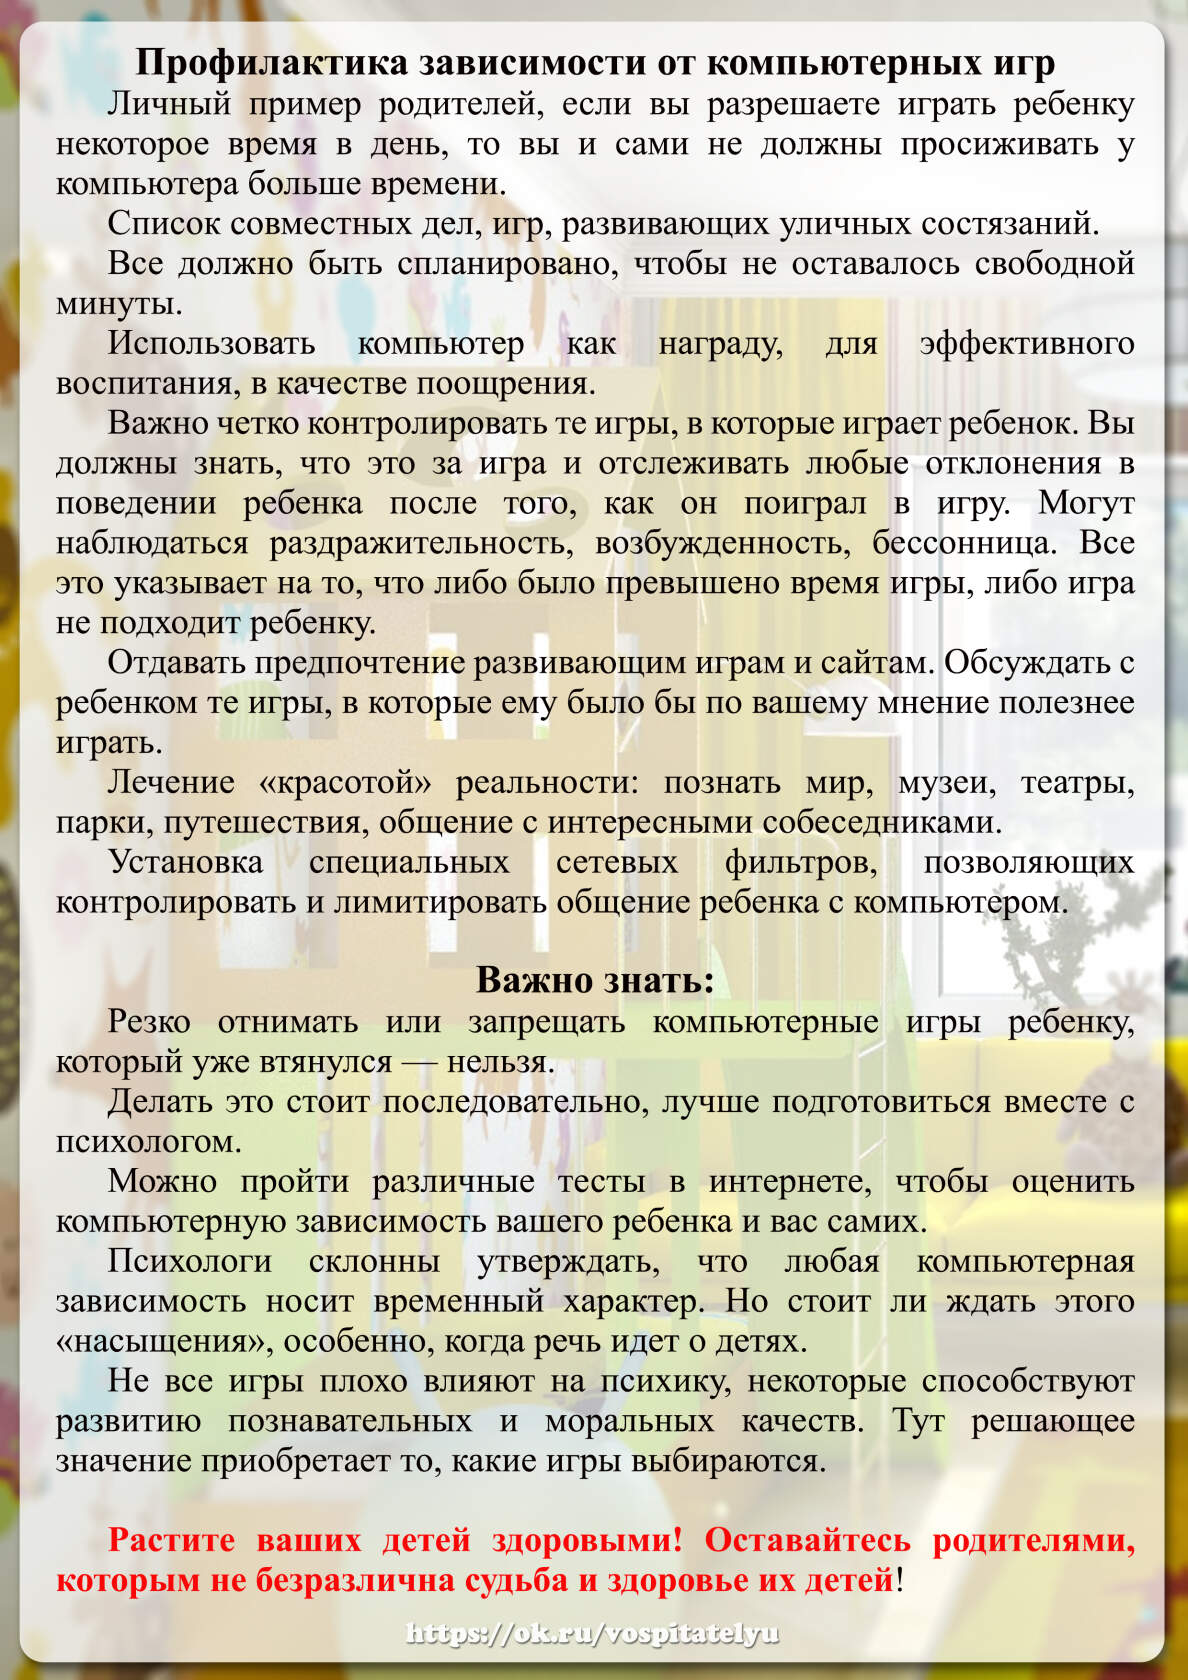 Профилактика зависимости от компьютерных игр
Личный пример родителей, если вы разрешаете играть ребенку
некоторое время в день, то вы и сами не должны просиживать у
компьютера больше времени.
Список совместных дел, игр, развивающих уличных состязаний.
Все должно быть спланировано, чтобы не оставалось свободной
минуты.
Использовать компьютер как награду, для эффективного
воспитания, в качестве поощрения.
Важно четко контролировать те игры, в которые играет ребенок. Вы
должны знать, что это за игра и отслеживать любые отклонения в
поведении ребенка после того, как он поиграл в игру. Могут
наблюдаться раздражительность, возбужденность, бессонница. Все
это указывает на то, что либо было превышено время игры, либо игра
не подходит ребенку.
Отдавать предпочтение развивающим играм и сайтам. Обсуждать с
ребенком те игры, в которые ему было бы по вашему мнение полезнее
играть.
Лечение «красотой» реальности: познать мир, музеи, театры,
парки, путешествия, общение с интересными собеседниками.
Установка специальных сетевых фильтров, позволяющих
контролировать и лимитировать общение ребенка с компьютером.
Важно знать:
Резко отнимать или запрещать компьютерные игры ребенку,
который уже втянулся — нельзя.
Делать это стоит последовательно, лучше подготовиться вместе с
психологом.
Можно пройти различные тесты в интернете, чтобы оценить
компьютерную зависимость вашего ребенка и вас самих.
Психологи склонны утверждать, что любая компьютерная
зависимость носит временный характер. Но стоит ли ждать этого
«насыщения», особенно, когда речь идет о детях.
Не все игры плохо влияют на психику, некоторые способствуют
развитию познавательных и моральных качеств. Тут решающее
значение приобретает то, какие игры выбираются.
Растите ваших детей здоровыми! Оставайтесь родителями,
которым не безразлична судьба и здоровье их детей!
https://ok.ru/vospitatelyu